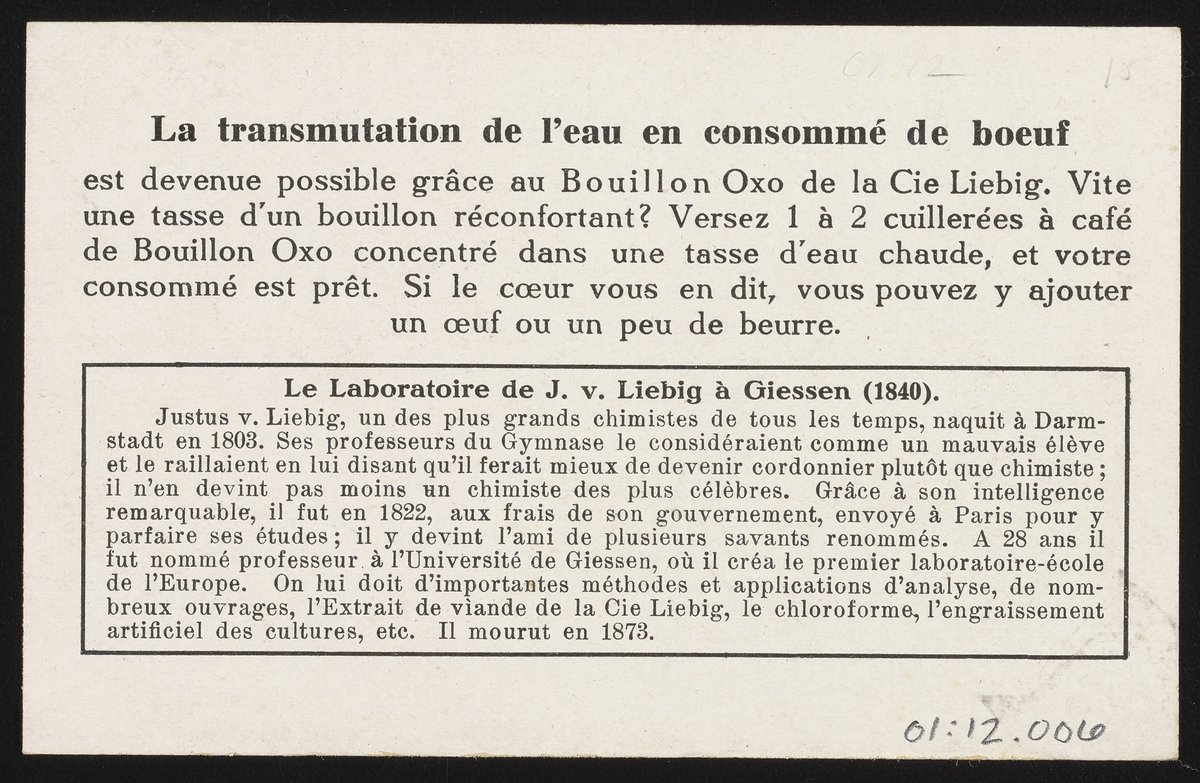 01:12
15
La transmutation de l'eau en consommé de boeuf
est devenue possible grâce au Bouillon Oxo de la Cie Liebig. Vite
une tasse d'un bouillon réconfortant? Versez 1 à 2 cuillerées à café
de Bouillon Oxo concentré dans une tasse d'eau chaude, et votre
consommé est prêt. Si le cœur vous en dit, vous pouvez y ajouter
un œuf ou un peu de beurre.
Le Laboratoire de J. v. Liebig à Giessen (1840).
Justus v. Liebig, un des plus grands chimistes de tous les temps, naquit à Darm-
stadt en 1803. Ses professeurs du Gymnase le considéraient comme un mauvais élève
et le raillaient en lui disant qu'il ferait mieux de devenir cordonnier plutôt que chimiste ;
il n'en devint pas moins un chimiste des plus célèbres. Grâce à son intelligence
remarquable, il fut en 1822, aux frais de son gouvernement, envoyé à Paris pour y
parfaire ses études ; il y devint l'ami de plusieurs savants renommés. A 28 ans il
fut nommé professeur à l'Université de Giessen, où il créa le premier laboratoire-école
de l'Europe. On lui doit d'importantes méthodes et applications d'analyse, de nom-
breux ouvrages, l'Extrait de viande de la Cie Liebig, le chloroforme, l'engraissement
artificiel des cultures, etc. Il mourut en 1873.
01:12.006